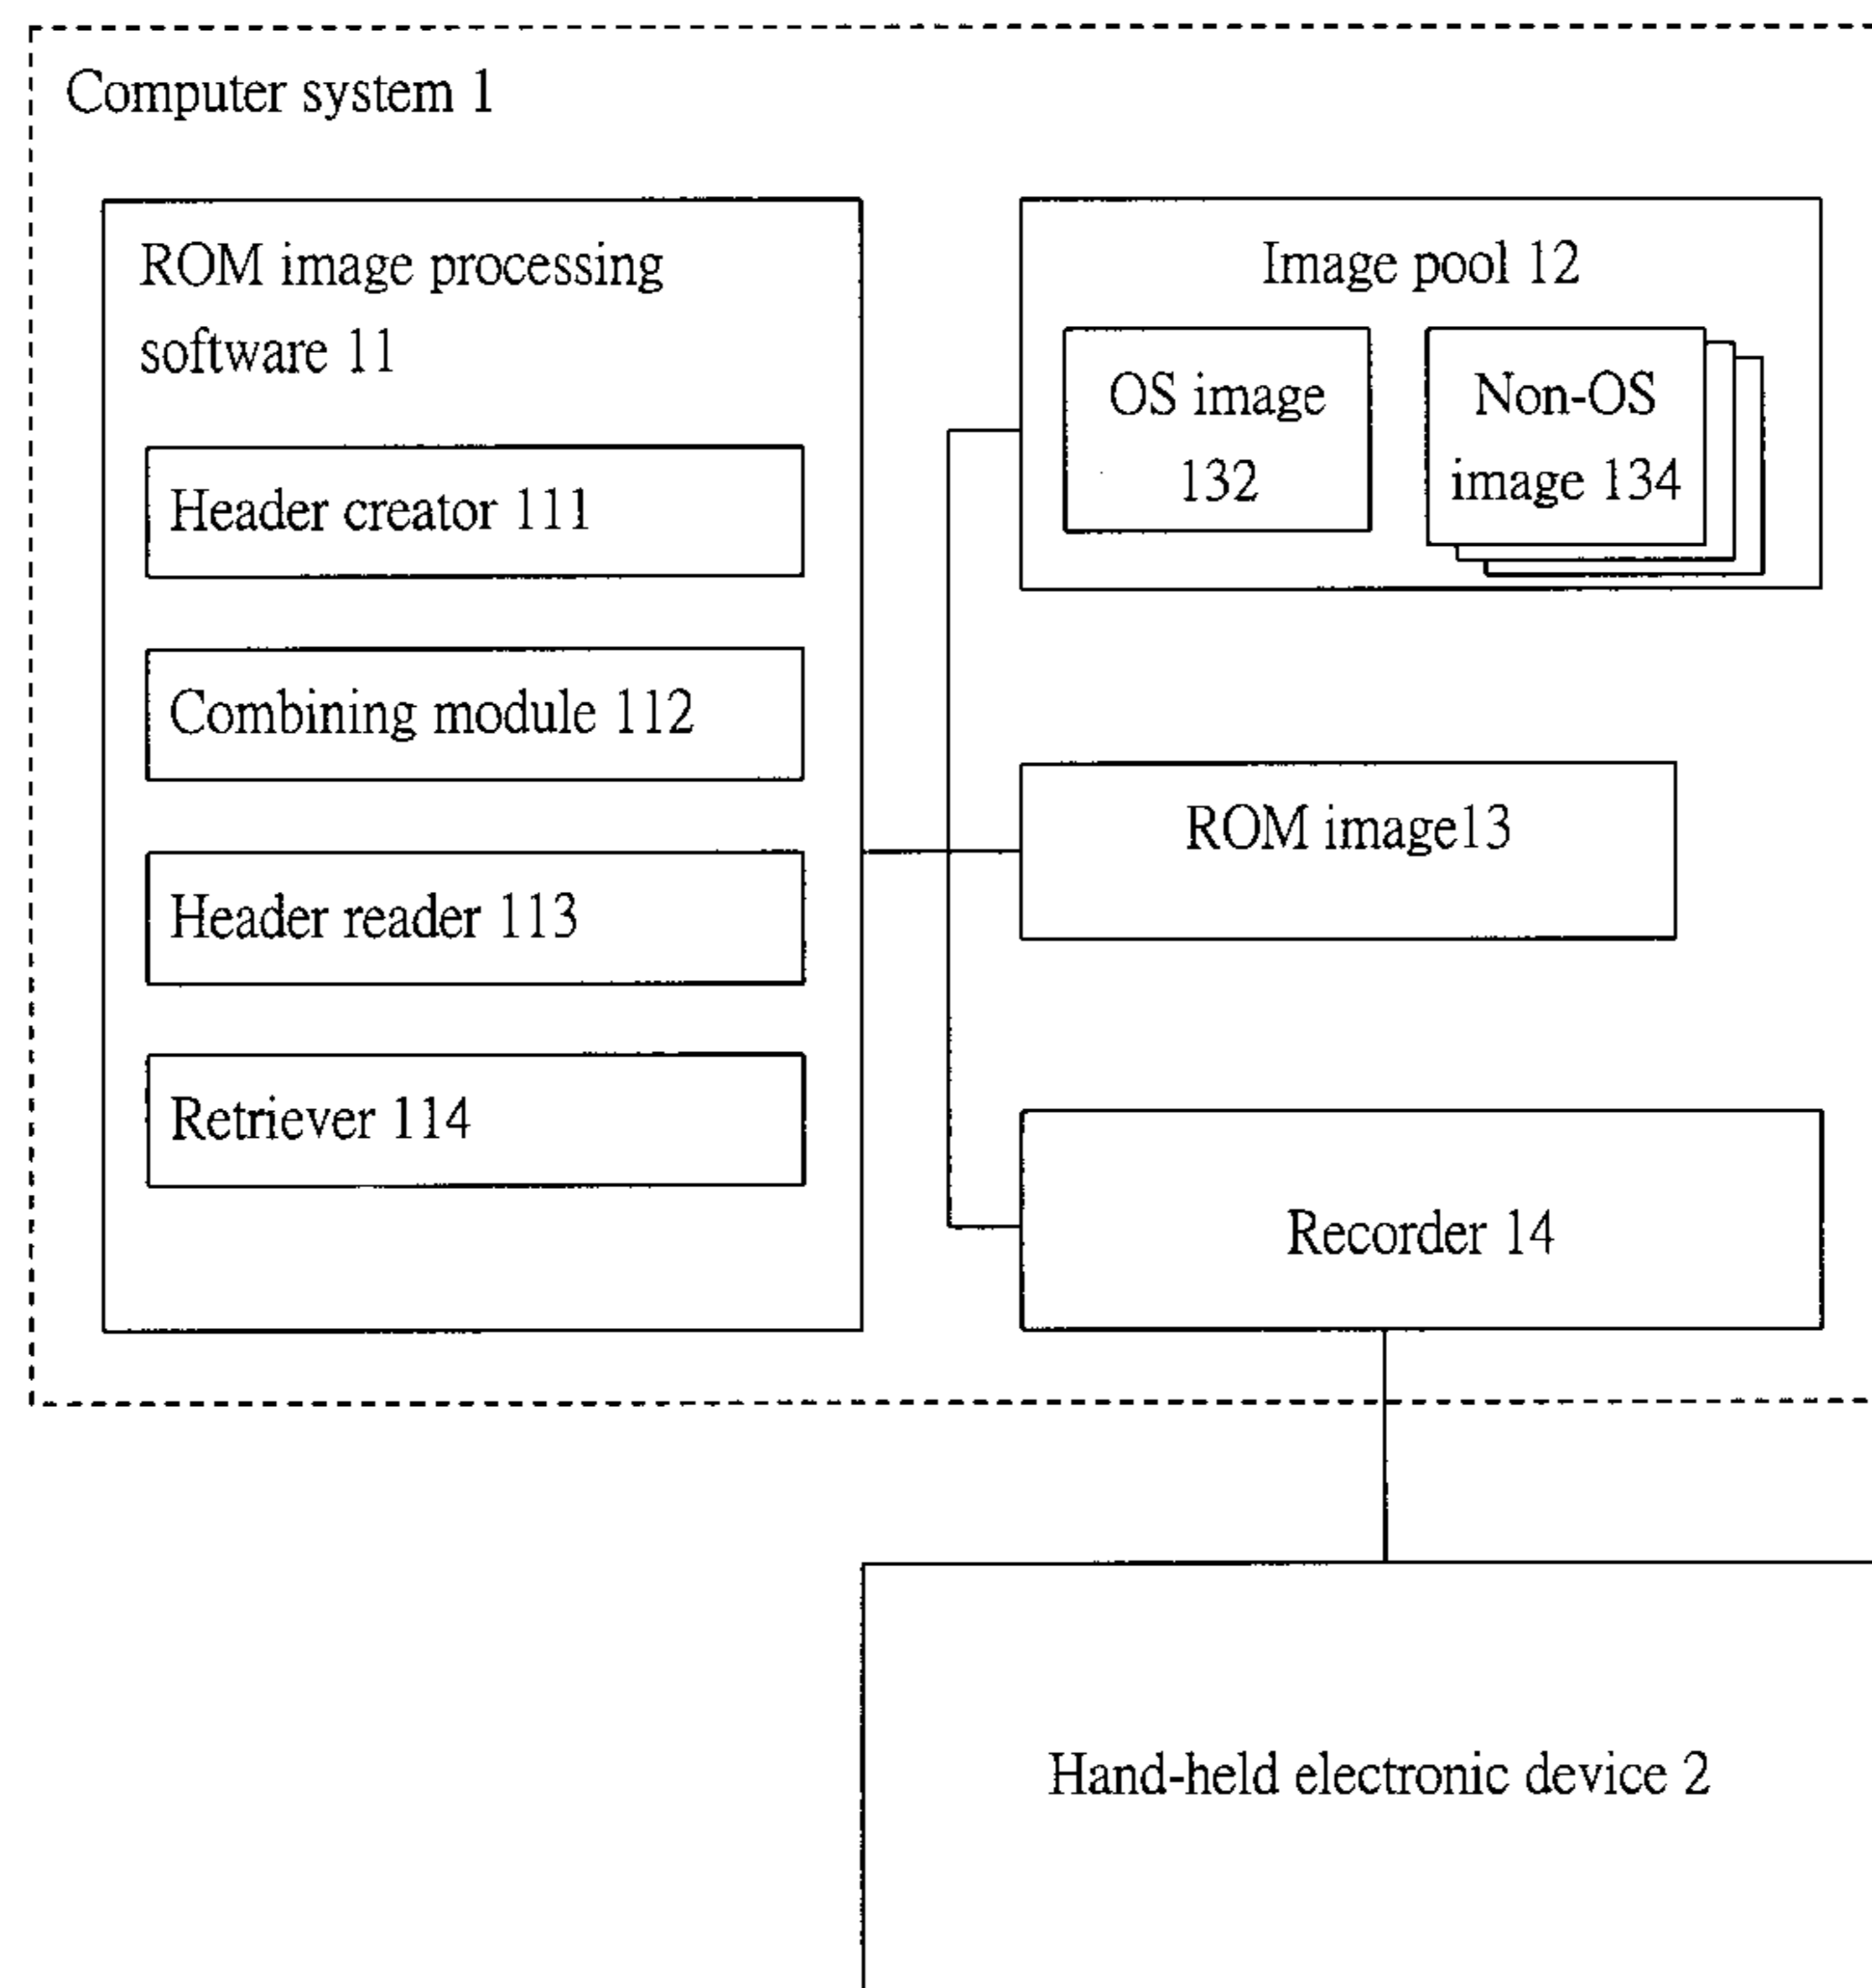 Computer system 1
ROM image processing
software 11
Header creator 111
Combining module 112
Header reader 113
Retriever 114
Image pool 12
OS image
132
Non-OS
image 134
ROM image13
Recorder 14
Hand-held electronic device 2